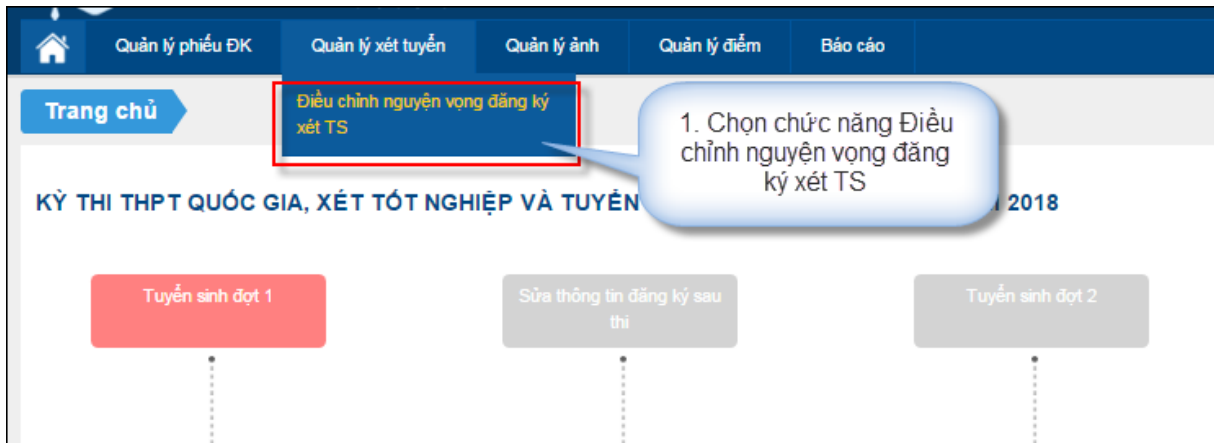 Quản lý phiếu ĐK Quản lý xét tuyển Quản lý ảnh Quản lý điểm Báo cáo
Trang chủ
Điều chỉnh nguyện vọng đăng ký
xét TS
1. Chọn chức năng Điều
chỉnh nguyện vọng đăng
ký xét TS
KỲ THI THPT QUỐC GIA, XÉT TỐT NGHIỆP VÀ TUYỂN 2018
Tuyển sinh đợt 1
Sửa thông tin đăng ký sau
thi
Tuyển sinh đợt 2